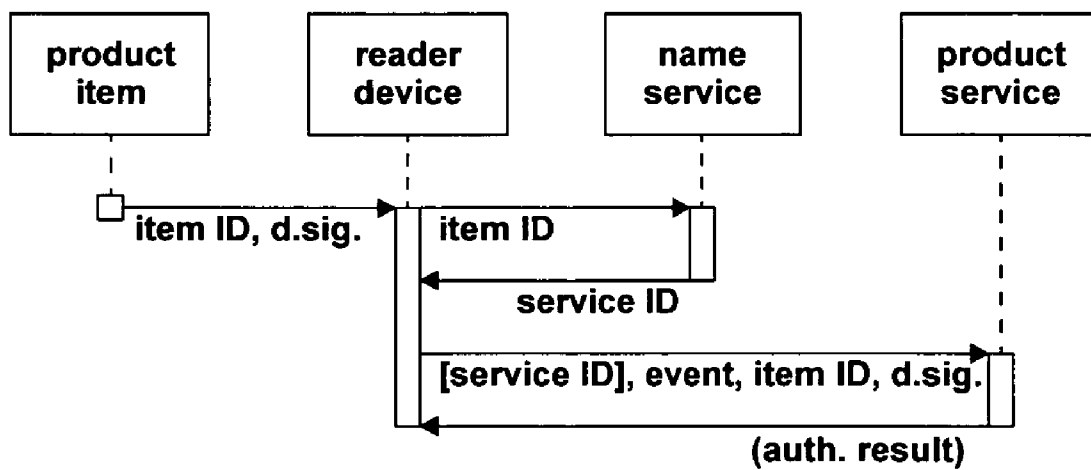 product
item
reader
device
name
service
product
service
item ID, d.sig.
item ID
service ID
[service ID], event, item ID, d.sig.
(auth. result)